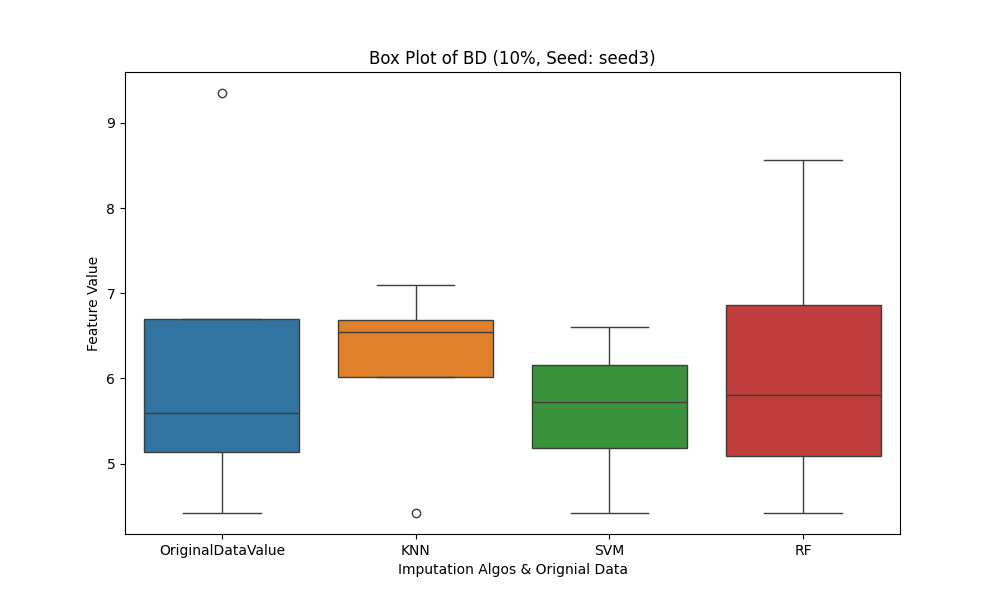 Box Plot of BD (10%, Seed: seed3)
Feature Value
9
8
7
6
5
OriginalDataValue
KNN
SVM
RF
Imputation Algos & Orignial Data